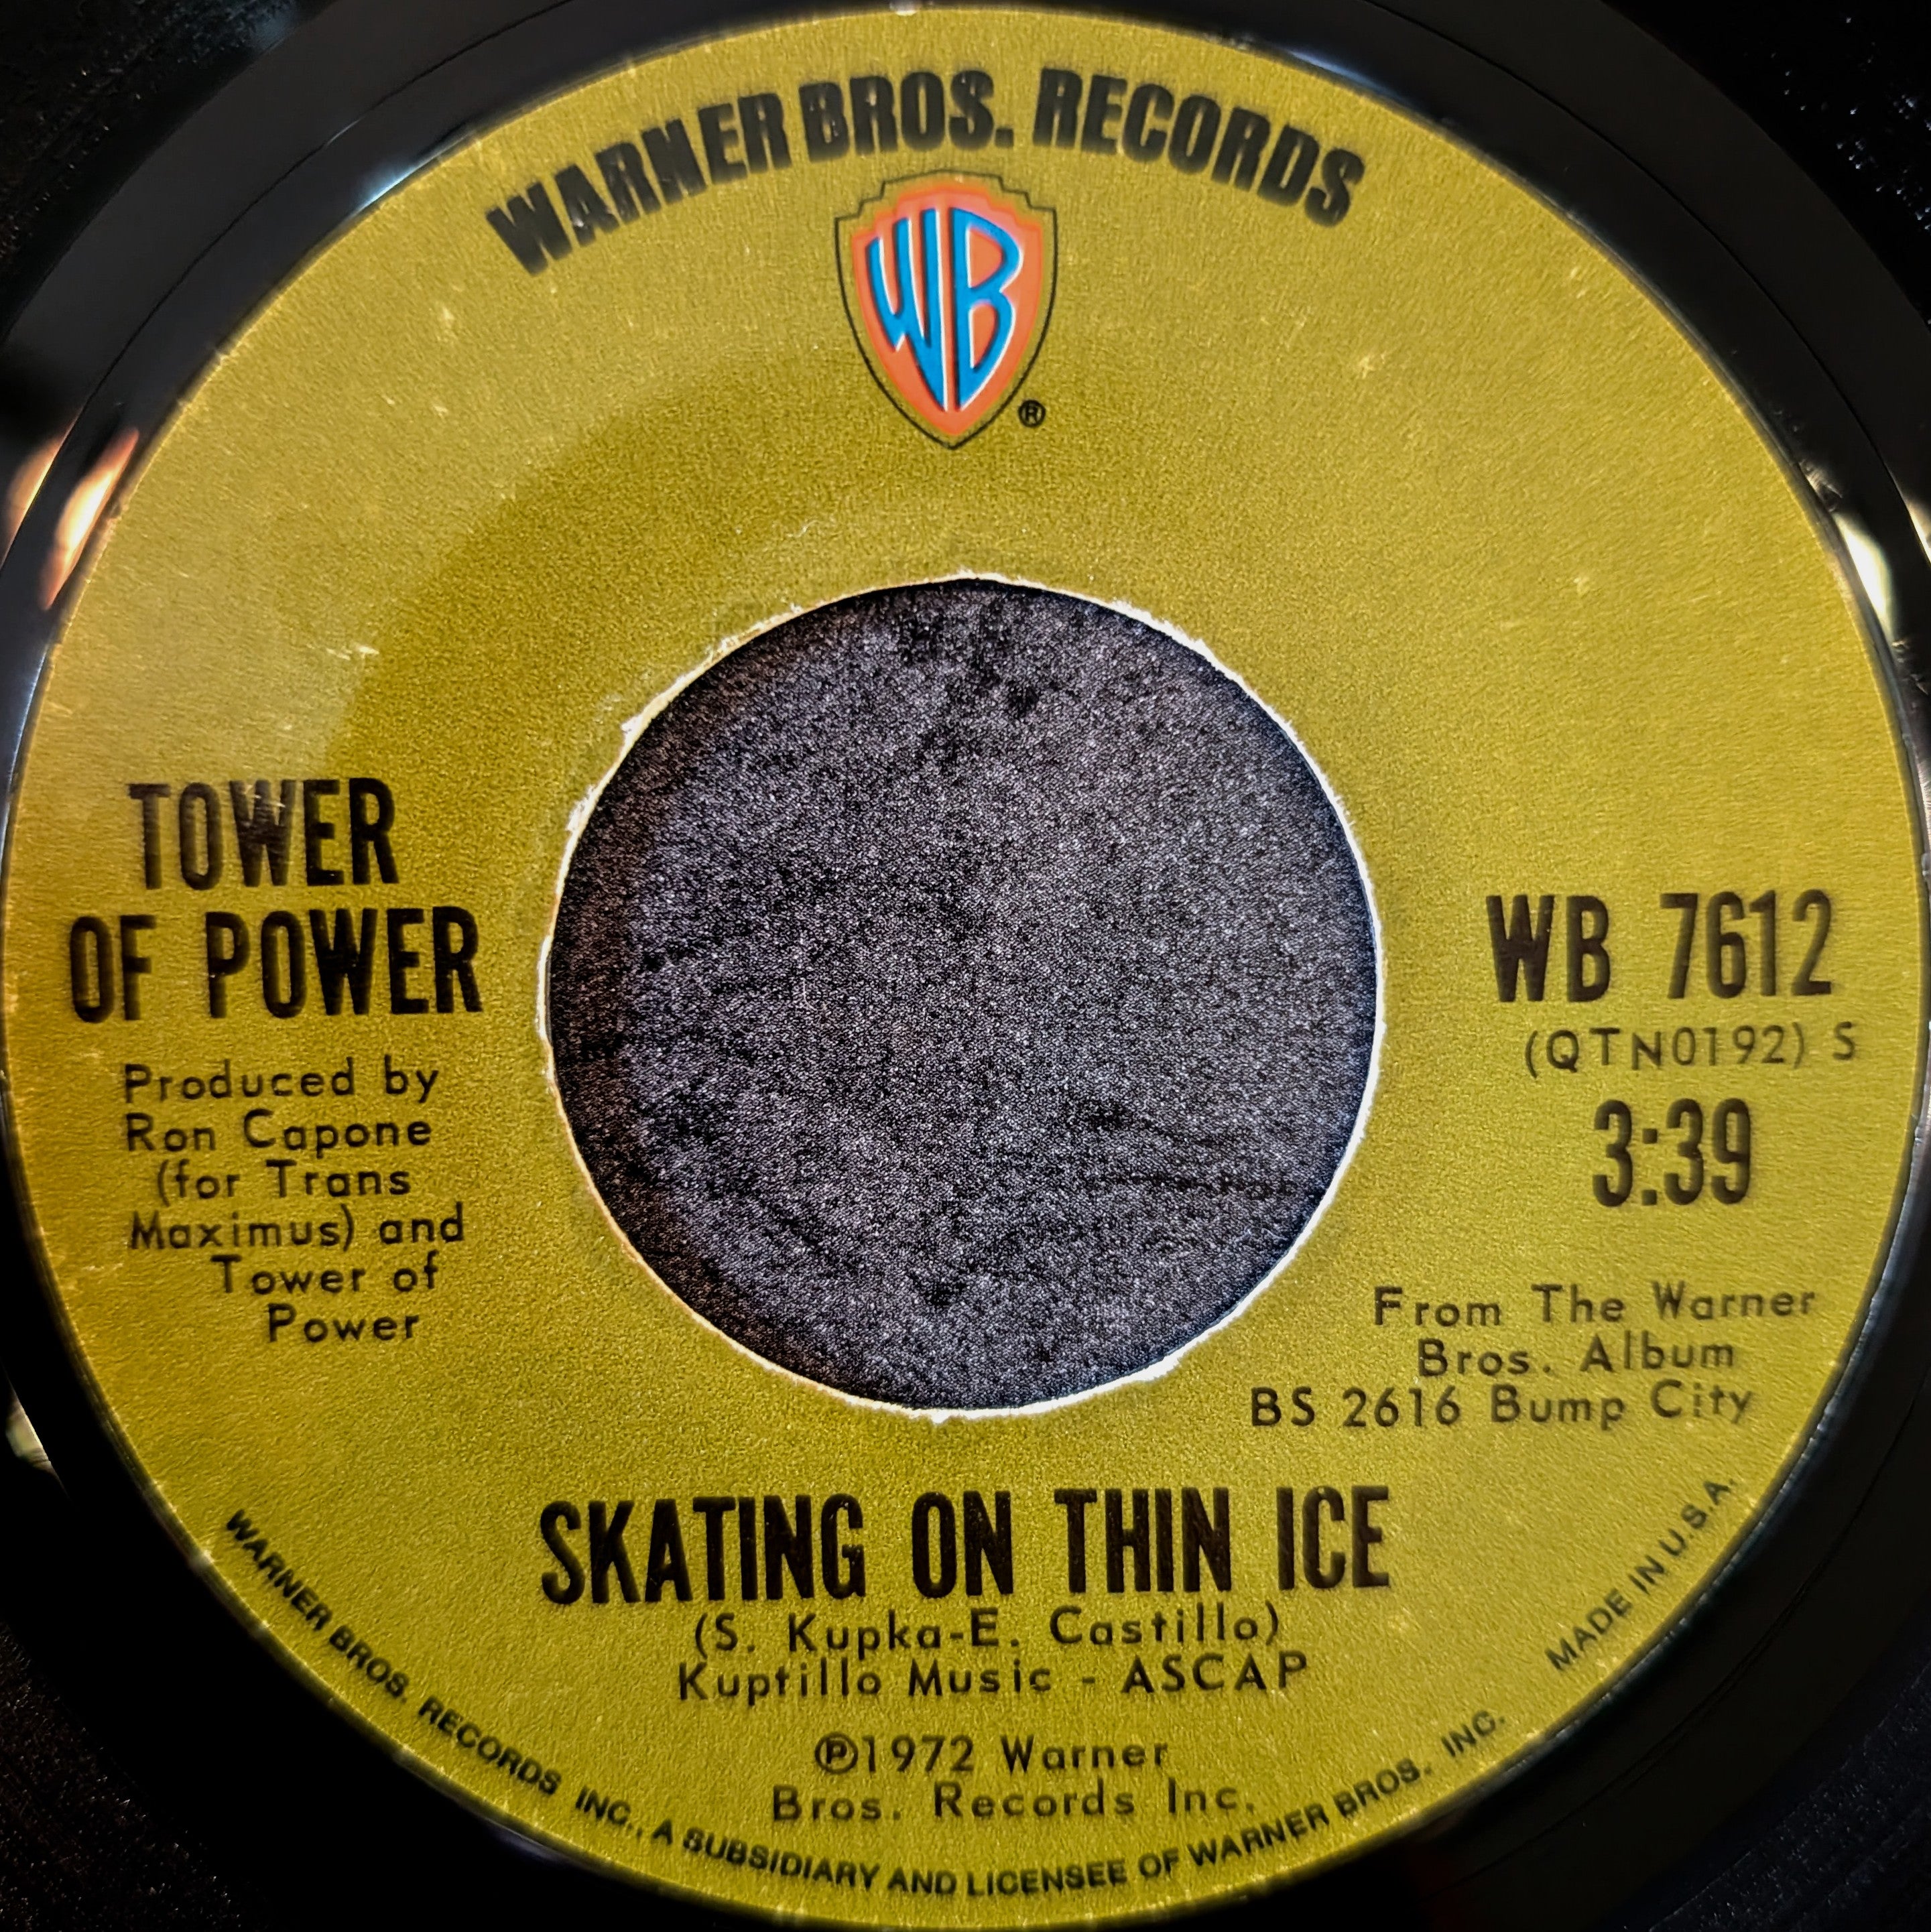 WARNER BROS. RECORDS
WB
®
TOWER
OF POWER
Produced by
Ron Capone
(for Trans
Maximus) and
Tower of
Power
WB 7612
(QTN0192) S
3:39
From The Warner
Bros. Album
BS 2616 Bump City
SKATING ON THIN ICE
(S. Kupka-E. Castillo)
Kuptillo Music - ASCAP
℗1972 Warner
Bros. Records Inc.
WARNER BROS. RECORDS INC., A SUBSIDIARY AND LICENSEE OF WARNER BROS. INC. MADE IN U.S.A.